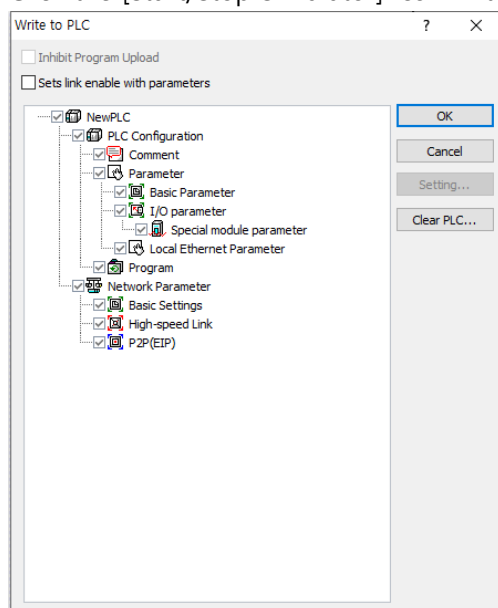 Write to PLC
?
Inhibit Program Upload
Sets link enable with parameters
NewPLC
PLC Configuration
Comment
Parameter
Basic Parameter
I/O parameter
Special module parameter
Local Ethernet Parameter
Program
Network Parameter
Basic Settings
High-speed Link
P2P(EIP)
OK
Cancel
Setting...
Clear PLC...